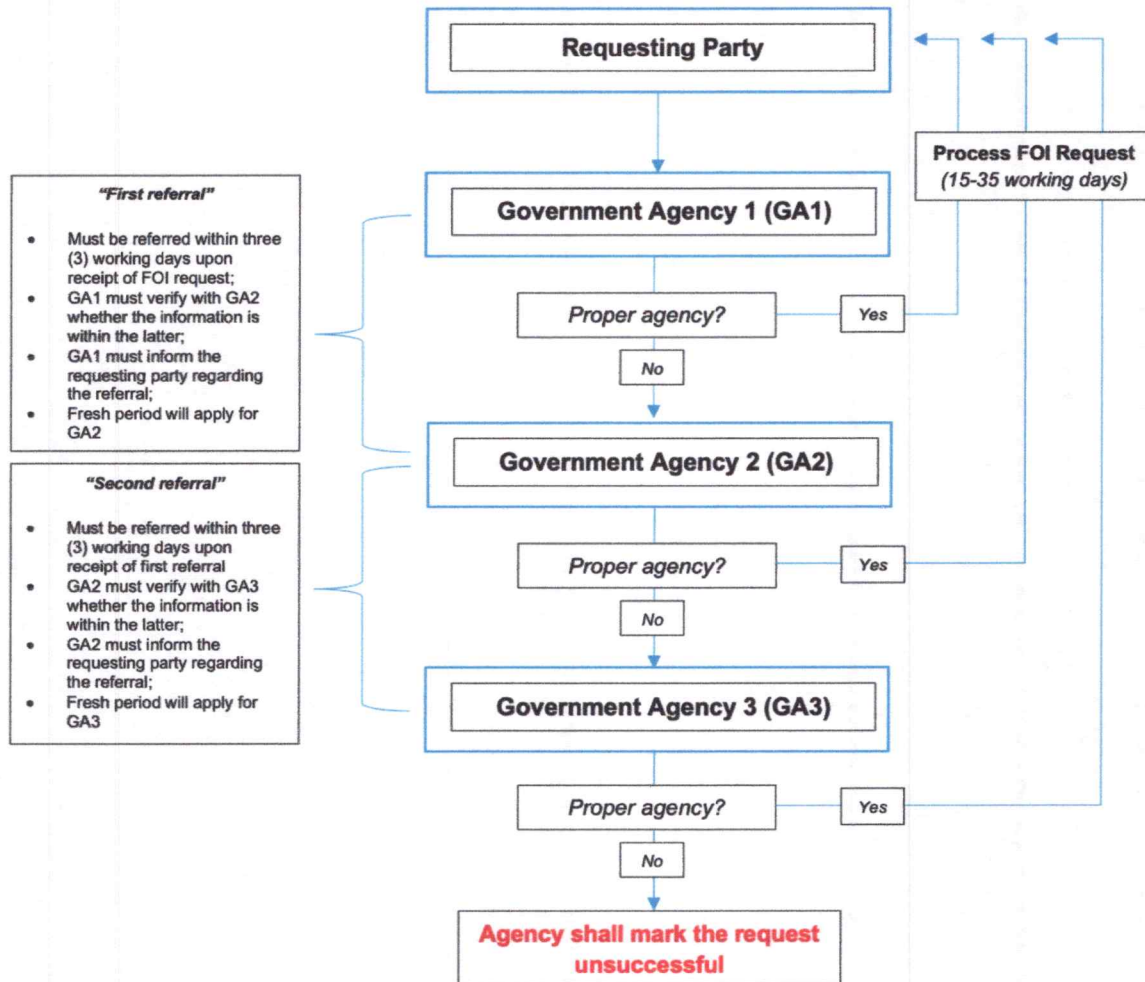 Requesting Party
Process FOI Request
(15-35 working days)
"First referral"
• Must be referred within three
(3) working days upon
receipt of FOI request;
• GA1 must verify with GA2
whether the information is
within the latter;
• GA1 must inform the
requesting party regarding
the referral;
• Fresh period will apply for
GA2
Government Agency 1 (GA1)
Proper agency?
Yes
No
Government Agency 2 (GA2)
"Second referral"
• Must be referred within three
(3) working days upon
receipt of first referral
• GA2 must verify with GA3
whether the information is
within the latter;
• GA2 must inform the
requesting party regarding
the referral;
• Fresh period will apply for
GA3
Proper agency?
Yes
No
Government Agency 3 (GA3)
Proper agency?
Yes
No
Agency shall mark the request
unsuccessful